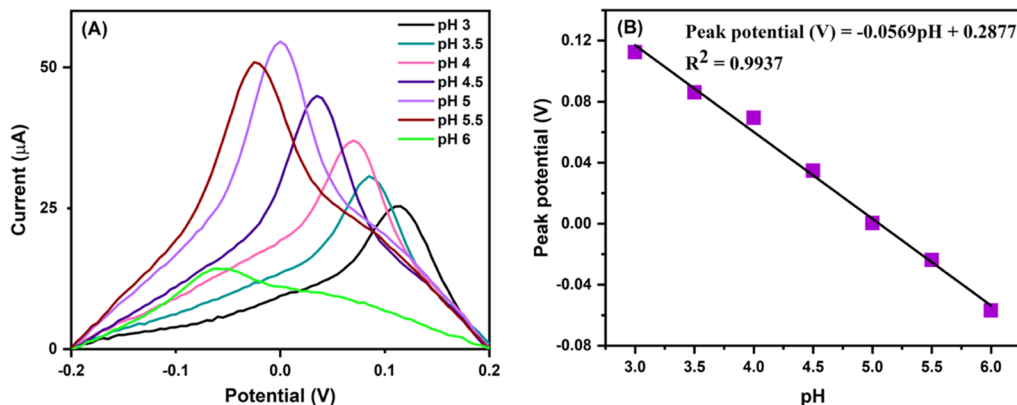 (A)
pH 3
pH 3.5
pH 4
pH 4.5
pH 5
pH 5.5
pH 6
50
25
0
Current (μA)
-0.2
-0.1
0.0
0.1
0.2
Potential (V)
(B)
Peak potential (V) = -0.0569pH + 0.2877
R² = 0.9937
0.12
0.08
0.04
0.00
-0.04
-0.08
Peak potential (V)
3.0
3.5
4.0
4.5
5.0
5.5
6.0
pH